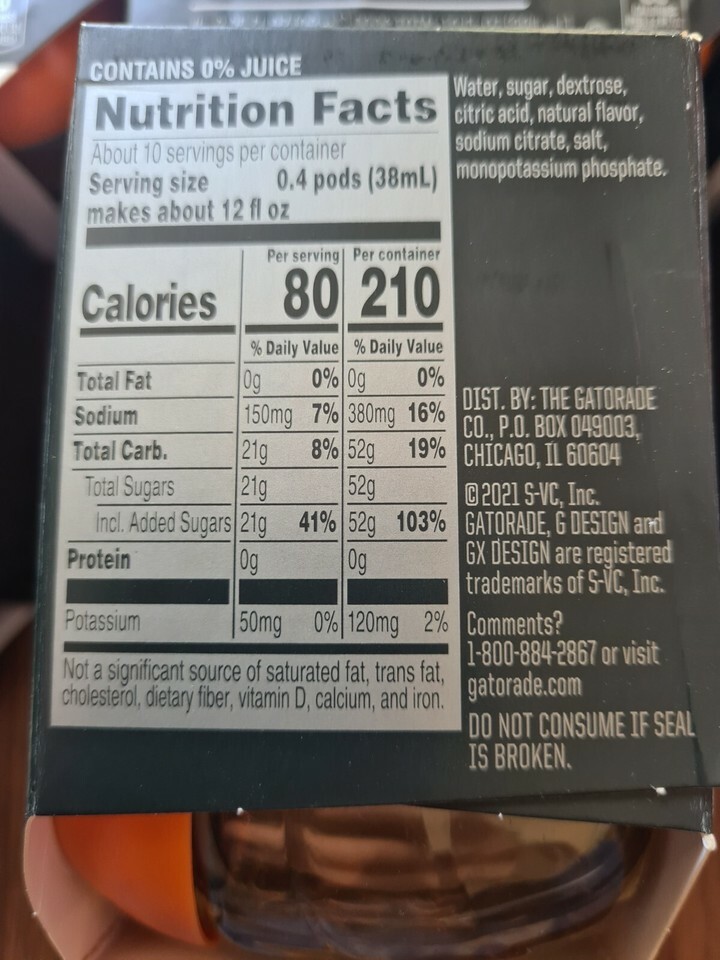 CONTAINS 0% JUICE
Nutrition Facts
About 10 servings per container
Serving size 0.4 pods (38mL)
makes about 12 fl oz
Per serving Per container
Calories 80 210
% Daily Value % Daily Value
Total Fat 0g 0% 0g 0%
Sodium 150mg 7% 380mg 16%
Total Carb. 21g 8% 52g 19%
Total Sugars 21g 52g
Incl. Added Sugars 21g 41% 52g 103%
Protein 0g 0g
Potassium 50mg 0% 120mg 2%
Not a significant source of saturated fat, trans fat,
cholesterol, dietary fiber, vitamin D, calcium, and iron.
Water, sugar, dextrose,
citric acid, natural flavor,
sodium citrate, salt,
monopotassium phosphate.
DIST. BY: THE GATORADE
CO., P.O. BOX 049003,
CHICAGO, IL 60604
© 2021 S-VC, Inc.
GATORADE, G DESIGN and
GX DESIGN are registered
trademarks of S-VC, Inc.
Comments?
1-800-884-2867 or visit
gatorade.com
DO NOT CONSUME IF SEAL
IS BROKEN.